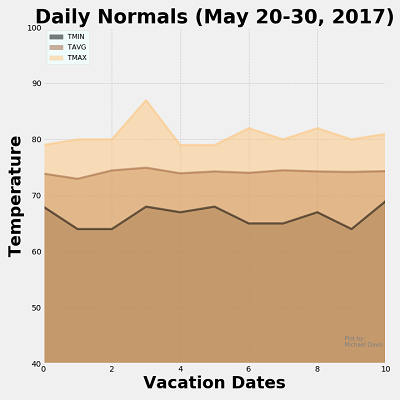 Daily Normals (May 20-30, 2017)
100
TMIN
TAVG
TMAX
90
80
70
60
50
40
Temperature
Plot by:
Michael Davis
0
2
4
6
8
10
Vacation Dates